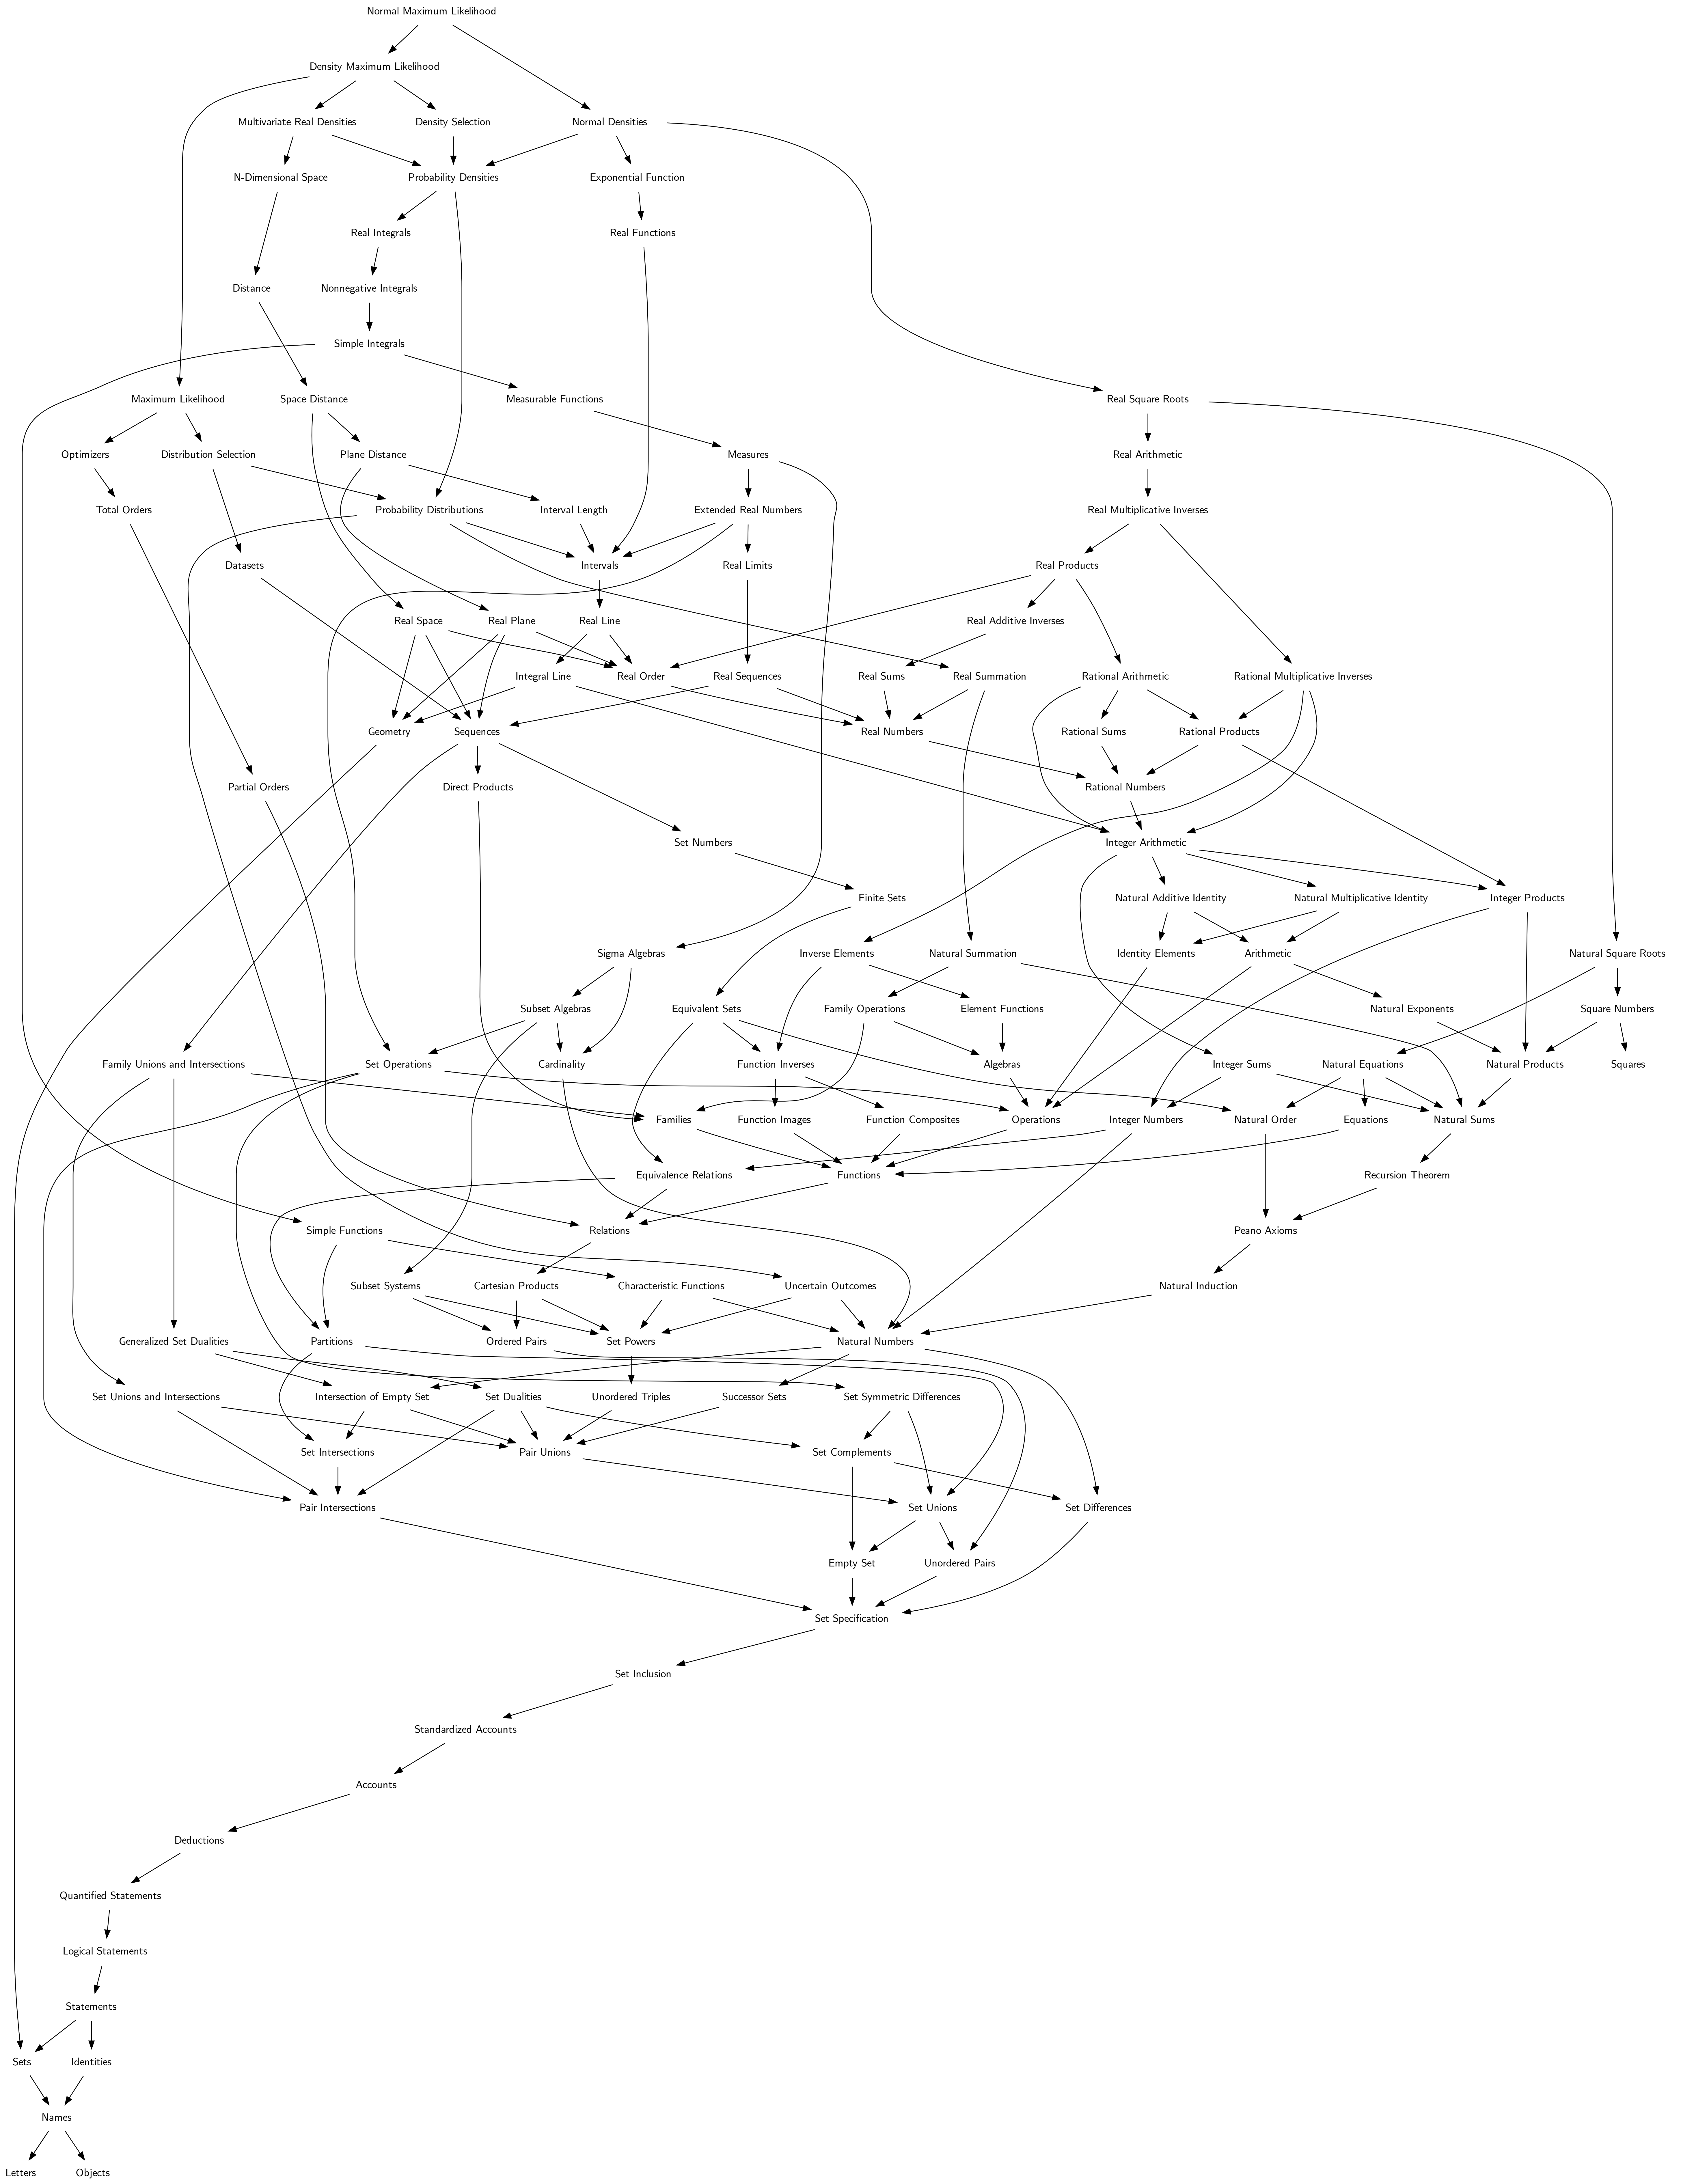 Normal Maximum Likelihood
Density Maximum Likelihood
Multivariate Real Densities
Density Selection
Normal Densities
N-Dimensional Space
Probability Densities
Exponential Function
Real Integrals
Real Functions
Distance
Nonnegative Integrals
Simple Integrals
Maximum Likelihood
Space Distance
Measurable Functions
Real Square Roots
Optimizers
Distribution Selection
Plane Distance
Measures
Real Arithmetic
Total Orders
Probability Distributions
Interval Length
Extended Real Numbers
Real Multiplicative Inverses
Datasets
Intervals
Real Limits
Real Products
Real Space
Real Plane
Real Line
Real Additive Inverses
Integral Line
Real Order
Real Sequences
Real Sums
Real Summation
Rational Arithmetic
Rational Multiplicative Inverses
Geometry
Sequences
Real Numbers
Rational Sums
Rational Products
Partial Orders
Direct Products
Rational Numbers
Set Numbers
Integer Arithmetic
Finite Sets
Natural Additive Identity
Natural Multiplicative Identity
Integer Products
Sigma Algebras
Inverse Elements
Natural Summation
Identity Elements
Arithmetic
Natural Square Roots
Subset Algebras
Equivalent Sets
Family Operations
Element Functions
Natural Exponents
Square Numbers
Family Unions and Intersections
Set Operations
Cardinality
Function Inverses
Algebras
Integer Sums
Natural Equations
Natural Products
Squares
Families
Function Images
Function Composites
Operations
Integer Numbers
Natural Order
Equations
Natural Sums
Equivalence Relations
Functions
Recursion Theorem
Simple Functions
Relations
Peano Axioms
Subset Systems
Cartesian Products
Characteristic Functions
Uncertain Outcomes
Natural Induction
Generalized Set Dualities
Partitions
Ordered Pairs
Set Powers
Natural Numbers
Set Unions and Intersections
Intersection of Empty Set
Set Dualities
Unordered Triples
Successor Sets
Set Symmetric Differences
Set Intersections
Pair Unions
Set Complements
Pair Intersections
Set Unions
Set Differences
Empty Set
Unordered Pairs
Set Specification
Set Inclusion
Standardized Accounts
Accounts
Deductions
Quantified Statements
Logical Statements
Statements
Sets
Identities
Names
Letters
Objects